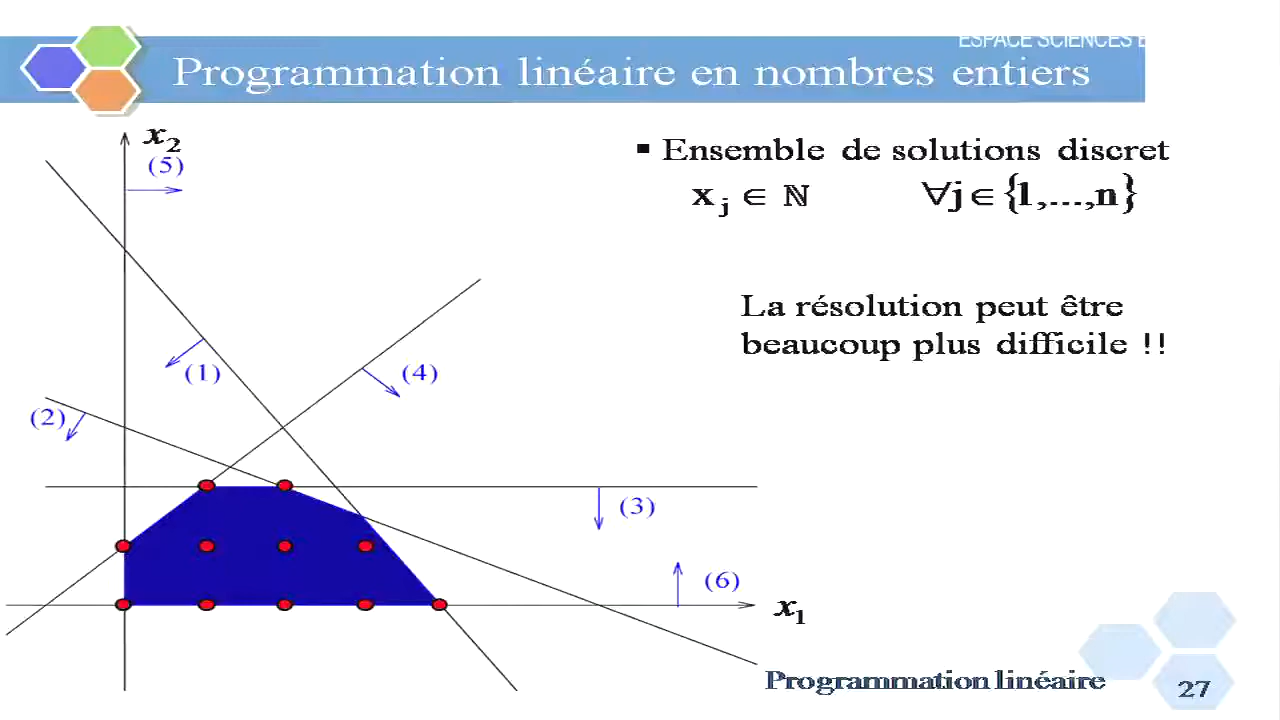 ESPACE SCIENCES E
Programmation linéaire en nombres entiers
x₂
(5)
▪ Ensemble de solutions discret
x j ∈ ℕ ∀j∈{1,...,n}
La résolution peut être
beaucoup plus difficile !!
(1)
(4)
(2)
(3)
(6)
x₁
Programmation linéaire
27